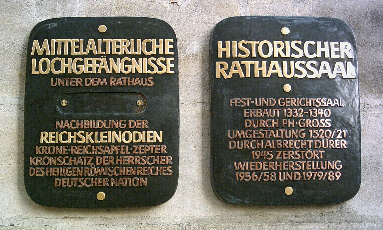 MITTELALTERLICHE
LOCHGEFÄNGNISSE
UNTER DEM RATHAUS
NACHBILDUNG DER
REICHSKLEINODIEN
KRONE·REICHSAPFEL·ZEPTER
KRONSCHATZ DER HERRSCHER
DES HEILIGEN RÖMISCHEN REICHES
DEUTSCHER NATION
HISTORISCHER
RATHAUSSAAL
FEST-UND GERICHTSSAAL
ERBAUT 1332-1340
DURCH PH·GROSS
UMGESTALTUNG 1520/21
DURCH ALBRECHT DÜRER
1945 ZERSTÖRT
WIEDERHERSTELLUNG
1956/58 UND 1979/89